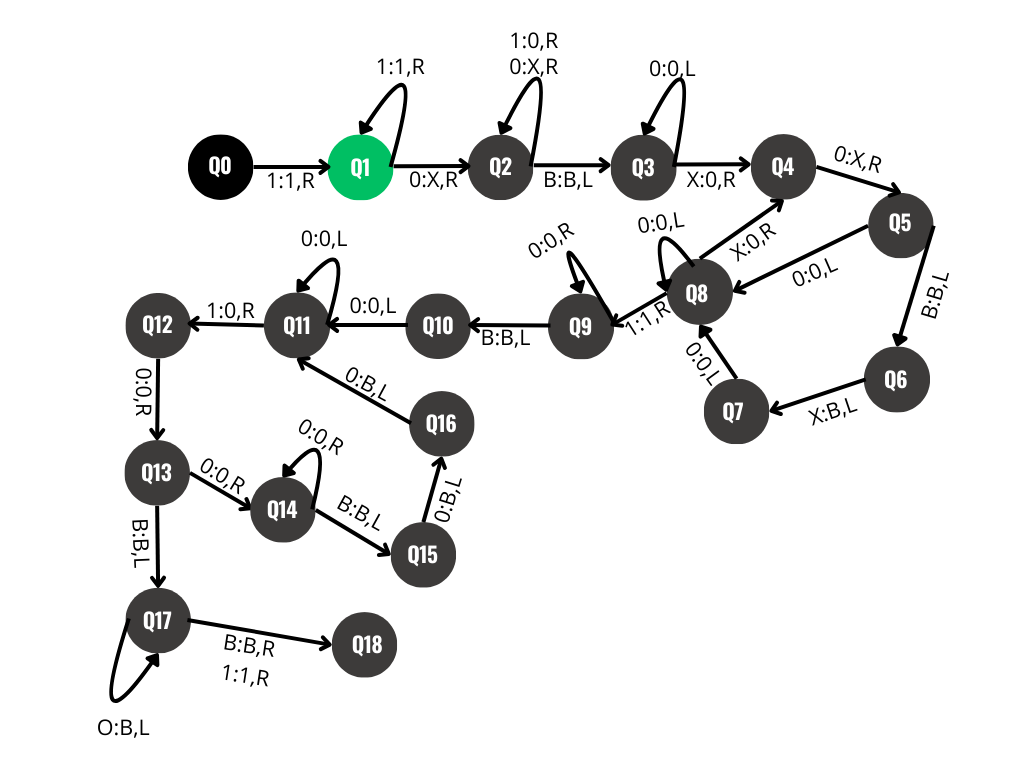 1:0,R
0:X,R
1:1,R
0:0,L
Q0
1:1,R
Q1
0:X,R
Q2
B:B,L
Q3
X:0,R
Q4
0:X,R
Q5
0:0,L
0:0,R
0:0,L
X:0,R
0:0,L
B:B,L
Q12
1:0,R
Q11
0:0,L
Q10
B:B,L
Q9
1:1,R
Q8
0:0,L
Q7
X:B,L
Q6
0:0,R
0:B,L
Q16
0:0,R
Q13
0:0,R
Q14
B:B,L
0:B,L
Q15
B:B,L
Q17
B:B,R
1:1,R
Q18
O:B,L